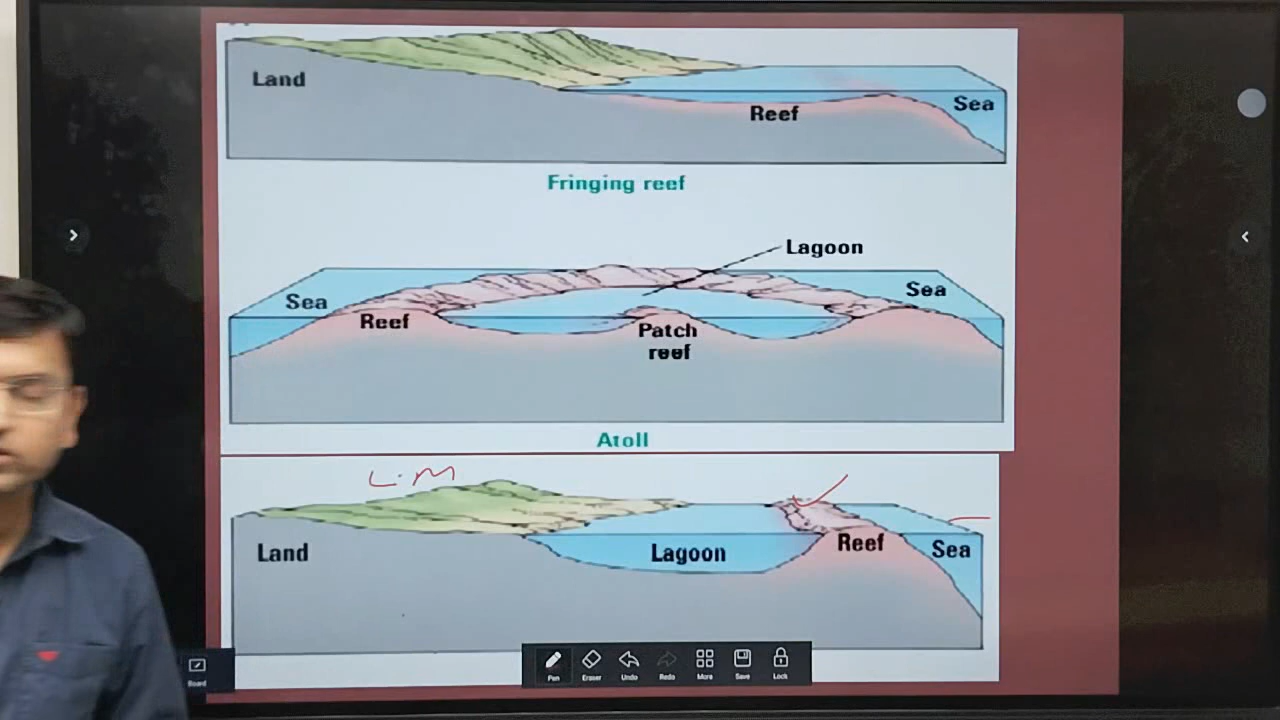 Land
Reef
Sea
Fringing reef
Lagoon
Sea
Sea
Reef
Patch
reef
Atoll
L.M
Land
Lagoon
Reef
Sea
Board
Pen
Eraser
Undo
Redo
More
Save
Lock